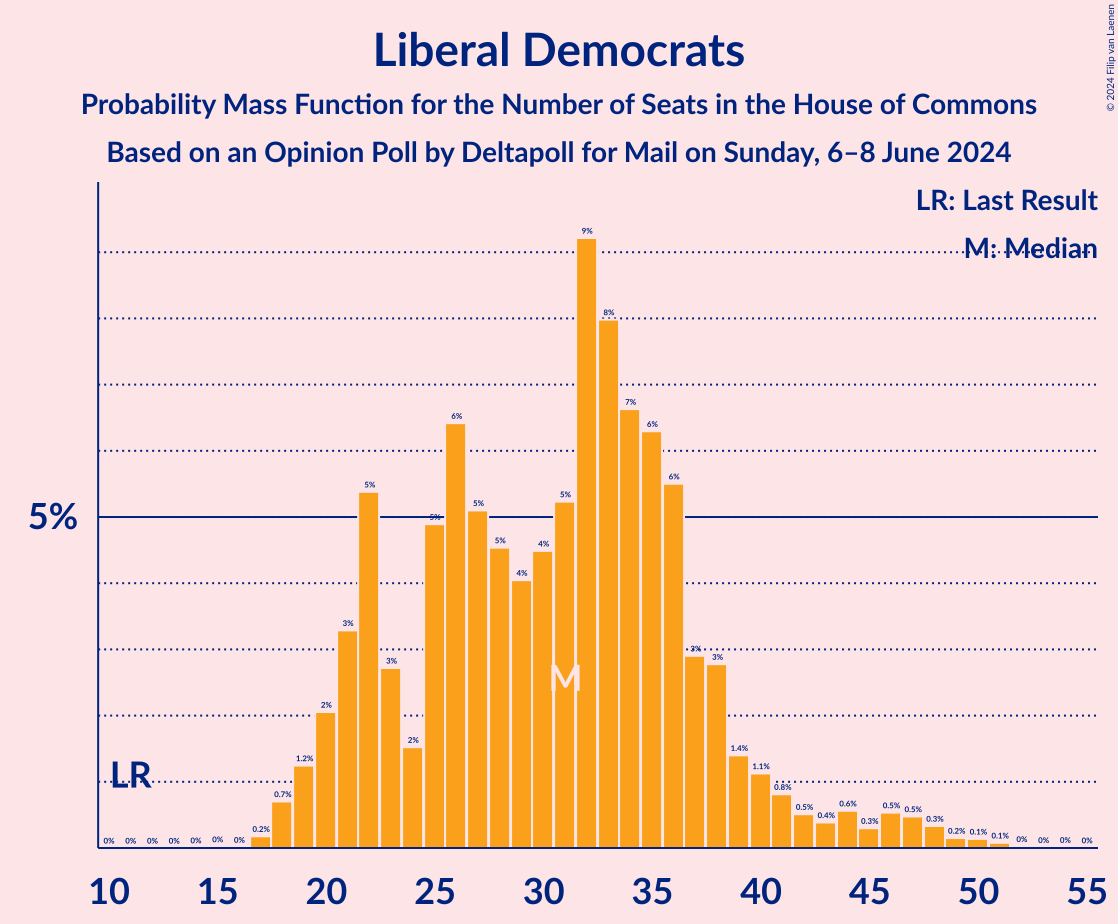 © 2024 Filip van Laenen
Liberal Democrats
Probability Mass Function for the Number of Seats in the House of Commons
Based on an Opinion Poll by Deltapoll for Mail on Sunday, 6–8 June 2024
LR: Last Result
M: Median
5%
LR
M
0% 0% 0% 0% 0% 0% 0% 0.2% 0.7% 1.2% 2% 3% 5% 3% 2% 5% 6% 5% 5% 4% 4% 5% 9% 8% 7% 6% 6% 3% 3% 1.4% 1.1% 0.8% 0.5% 0.4% 0.6% 0.3% 0.5% 0.5% 0.3% 0.2% 0.1% 0.1% 0% 0% 0% 0%
10 15 20 25 30 35 40 45 50 55